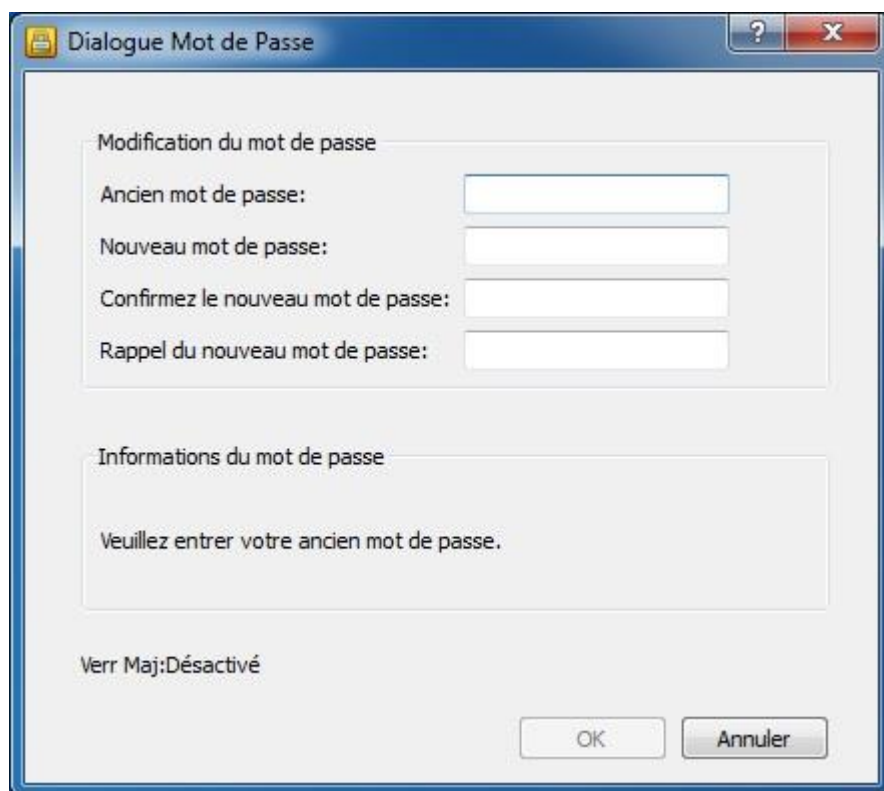 Dialogue Mot de Passe
?
Modification du mot de passe
Ancien mot de passe:
Nouveau mot de passe:
Confirmez le nouveau mot de passe:
Rappel du nouveau mot de passe:
Informations du mot de passe
Veuillez entrer votre ancien mot de passe.
Verr Maj:Désactivé
OK Annuler